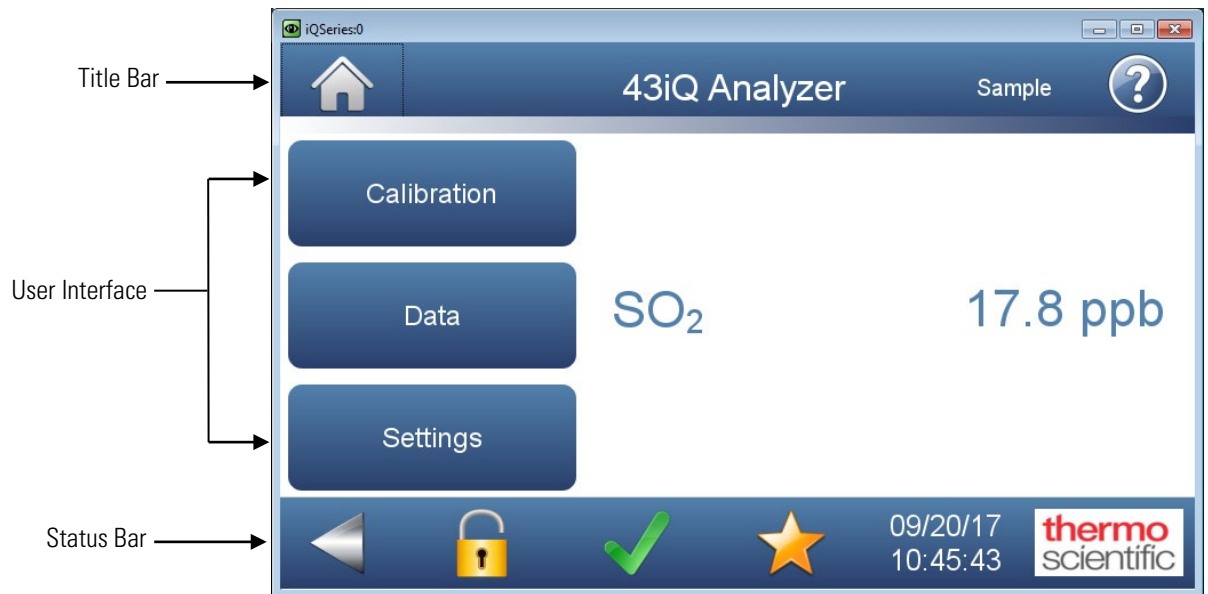 iQSeries:0
Title Bar
43iQ Analyzer
Sample
?
Calibration
User Interface
Data
SO₂
17.8 ppb
Settings
Status Bar
09/20/17
10:45:43
thermo
scientific